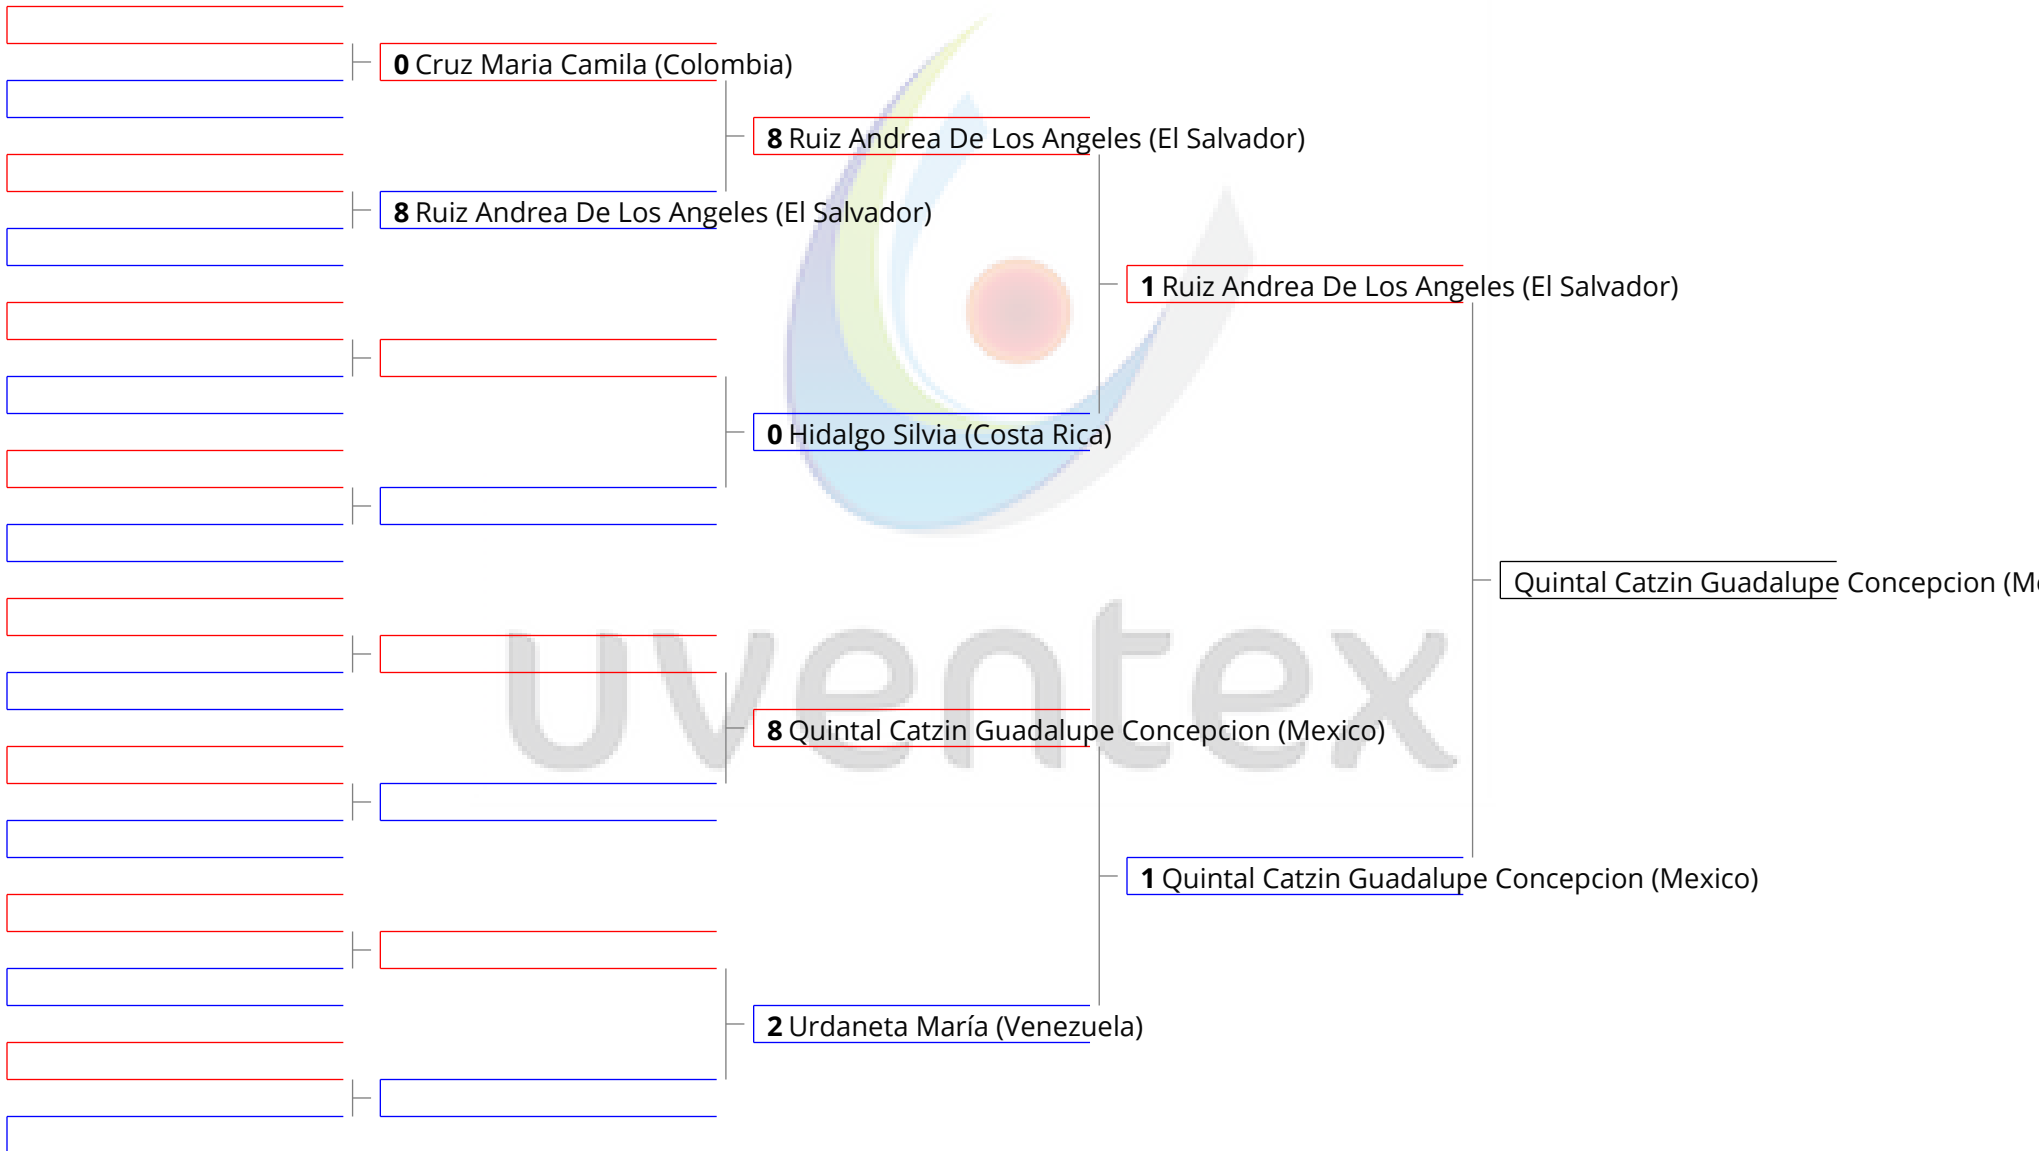 0 Cruz Maria Camila (Colombia)
8 Ruiz Andrea De Los Angeles (El Salvador)
8 Ruiz Andrea De Los Angeles (El Salvador)
1 Ruiz Andrea De Los Angeles (El Salvador)
0 Hidalgo Silvia (Costa Rica)
Quintal Catzin Guadalupe Concepcion (M
uventex
8 Quintal Catzin Guadalupe Concepcion (Mexico)
1 Quintal Catzin Guadalupe Concepcion (Mexico)
2 Urdaneta María (Venezuela)